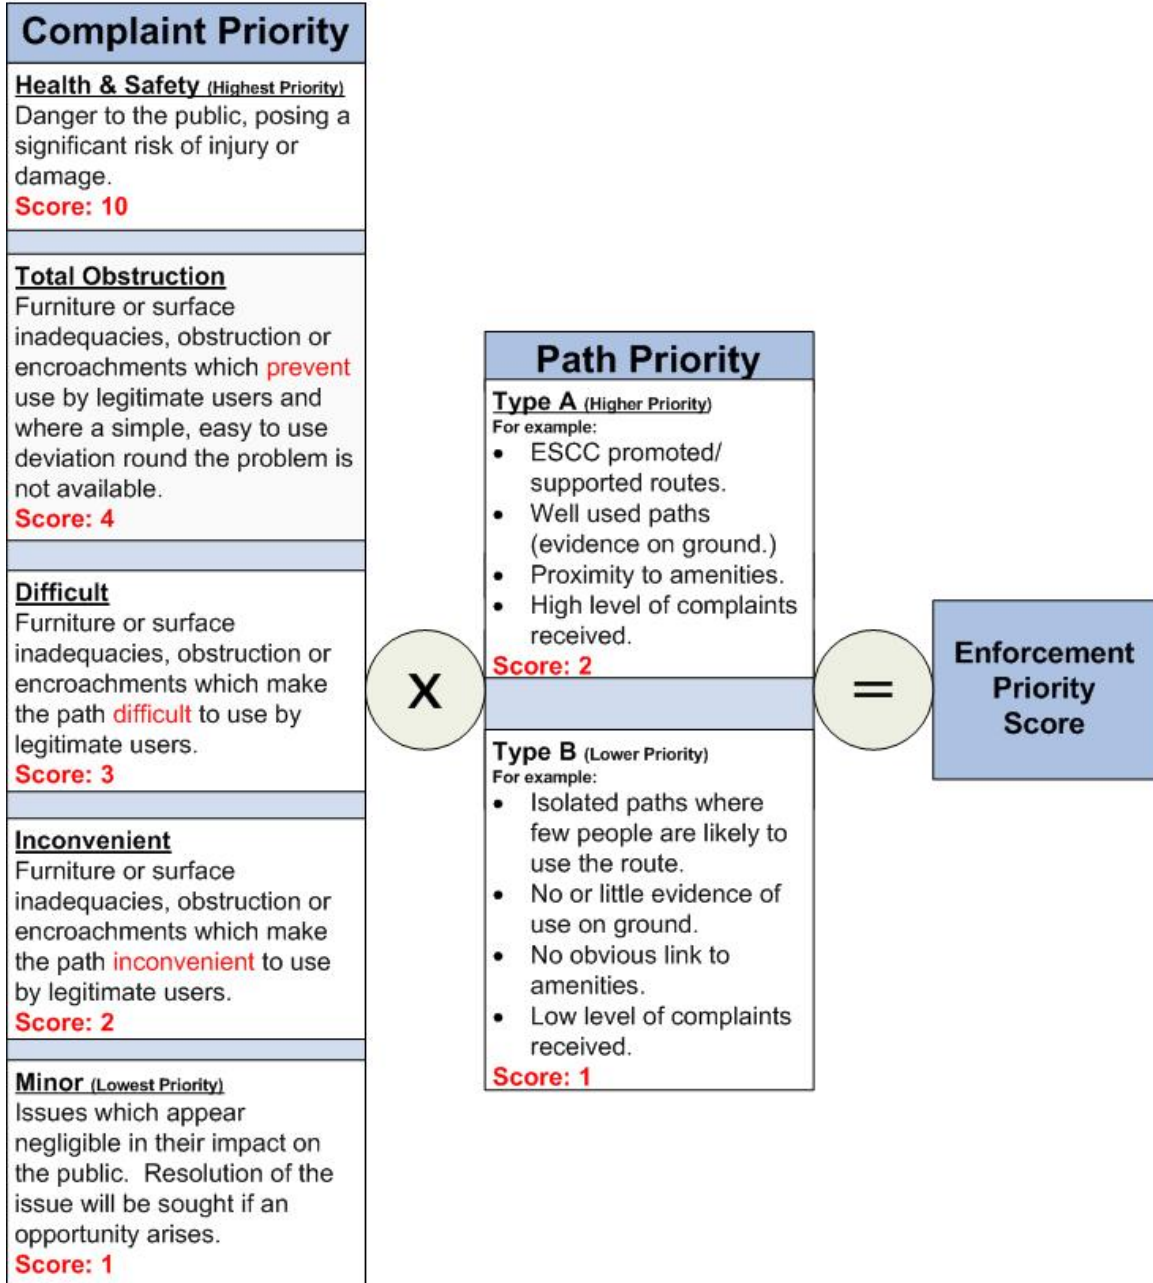 Complaint Priority
Health & Safety (Highest Priority)
Danger to the public, posing a
significant risk of injury or
damage.
Score: 10
Total Obstruction
Furniture or surface
inadequacies, obstruction or
encroachments which prevent
use by legitimate users and
where a simple, easy to use
deviation round the problem is
not available.
Score: 4
Difficult
Furniture or surface
inadequacies, obstruction or
encroachments which make
the path difficult to use by
legitimate users.
Score: 3
Inconvenient
Furniture or surface
inadequacies, obstruction or
encroachments which make
the path inconvenient to use
by legitimate users.
Score: 2
Minor (Lowest Priority)
Issues which appear
negligible in their impact on
the public.  Resolution of the
issue will be sought if an
opportunity arises.
Score: 1
X
Path Priority
Type A (Higher Priority)
For example:
• ESCC promoted/
supported routes.
• Well used paths
(evidence on ground.)
• Proximity to amenities.
• High level of complaints
received.
Score: 2
Type B (Lower Priority)
For example:
• Isolated paths where
few people are likely to
use the route.
• No or little evidence of
use on ground.
• No obvious link to
amenities.
• Low level of complaints
received.
Score: 1
=
Enforcement
Priority
Score